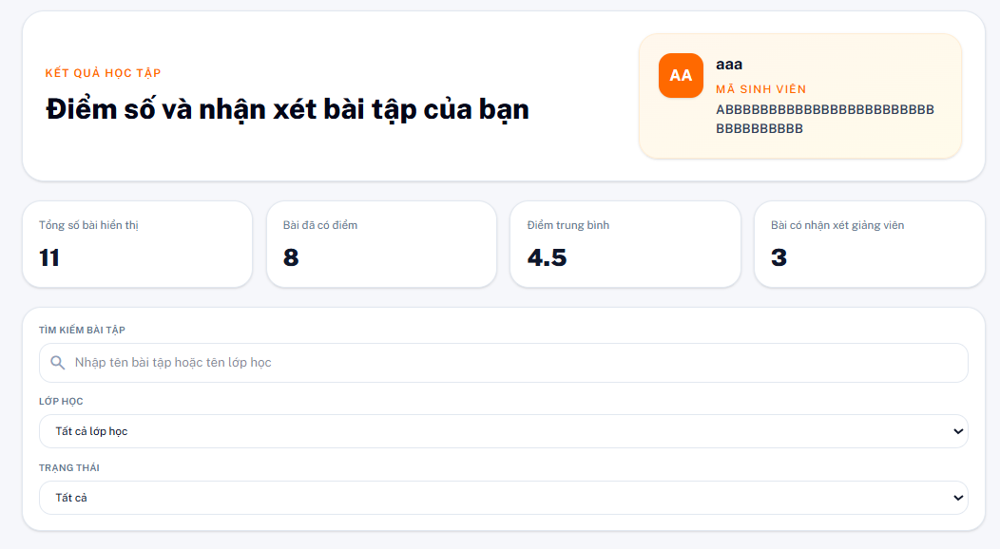 KẾT QUẢ HỌC TẬP
Điểm số và nhận xét bài tập của bạn
AA
aaa
MÃ SINH VIÊN
ABBBBBBBBBBBBBBBBBBBBBBBB
BBBBBBBBBB
Tổng số bài hiển thị
11
Bài đã có điểm
8
Điểm trung bình
4.5
Bài có nhận xét giảng viên
3
TÌM KIẾM BÀI TẬP
Nhập tên bài tập hoặc tên lớp học
LỚP HỌC
Tất cả lớp học
TRẠNG THÁI
Tất cả